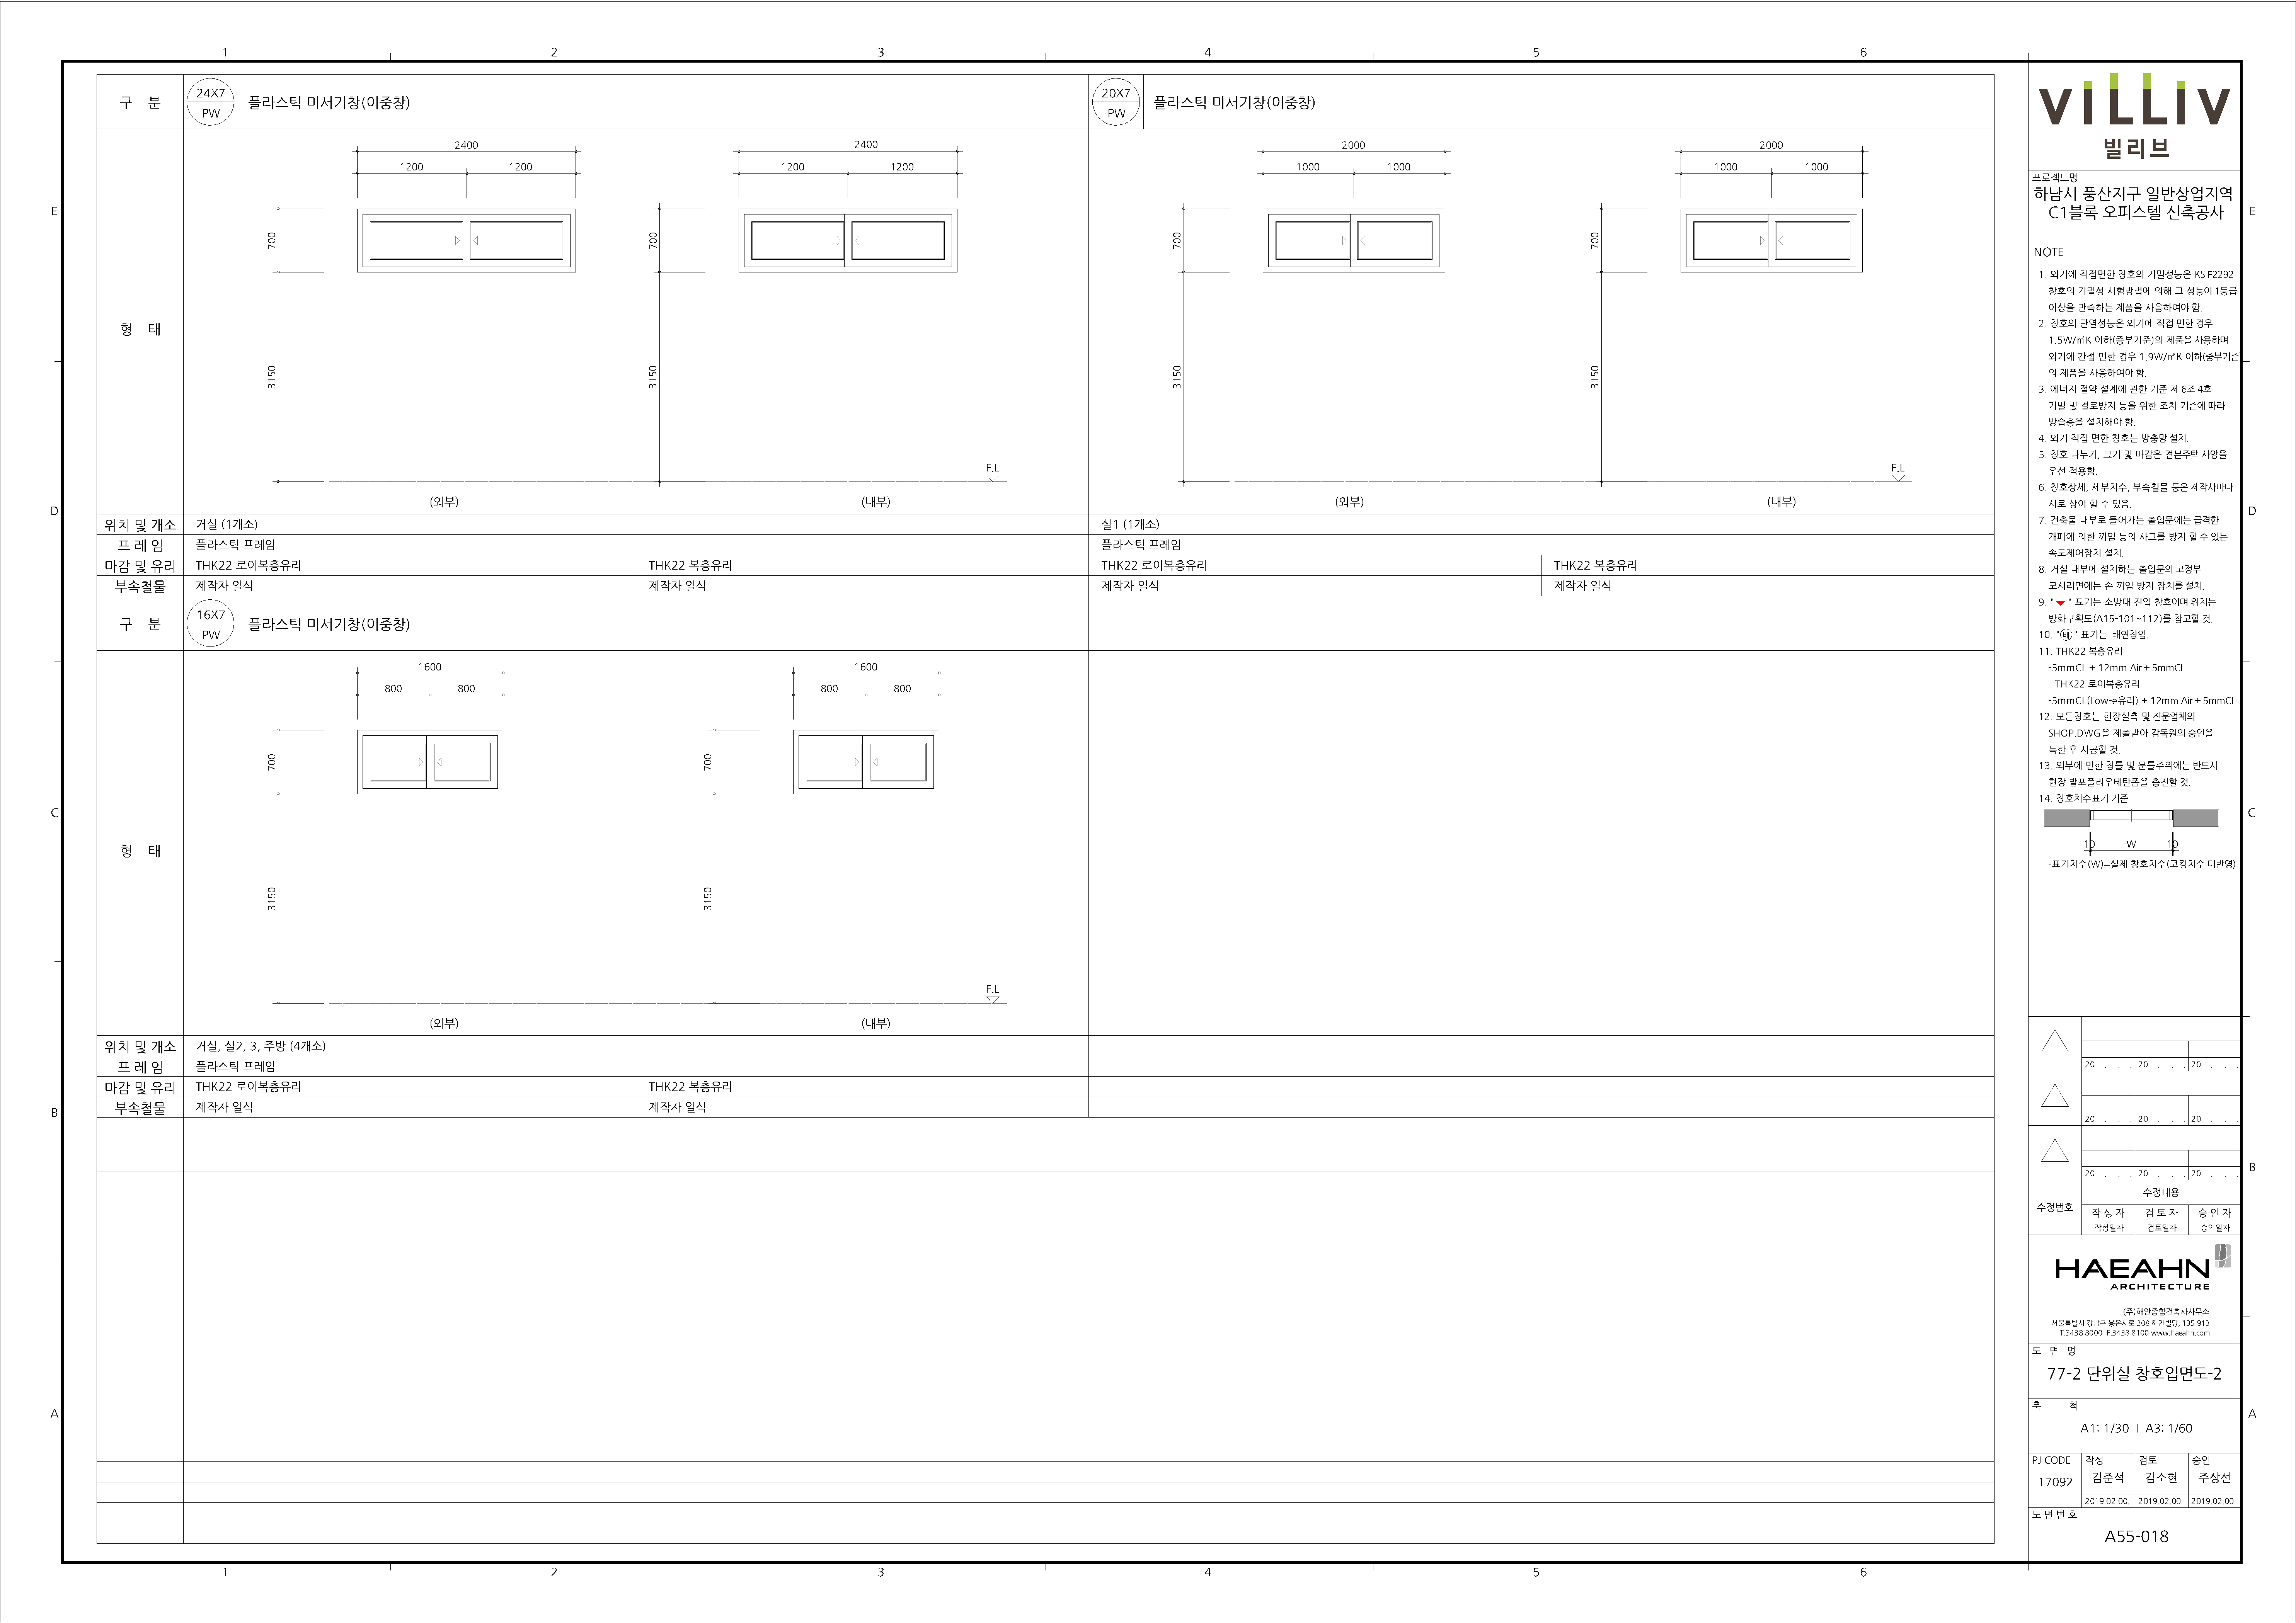 1 2 3 4 5 6
구 분
24X7
PW
플라스틱 미서기창(이중창)
20X7
PW
플라스틱 미서기창(이중창)
형 태
2400
1200 1200
700
3150
(외부)
2400
1200 1200
700
3150
F.L
(내부)
2000
1000 1000
700
3150
(외부)
2000
1000 1000
700
3150
F.L
(내부)
위치 및 개소 거실 (1개소) 실1 (1개소)
프 레 임 플라스틱 프레임 플라스틱 프레임
마감 및 유리 THK22 로이복층유리 THK22 복층유리 THK22 로이복층유리 THK22 복층유리
부속철물 제작자 일식 제작자 일식 제작자 일식 제작자 일식
구 분
16X7
PW
플라스틱 미서기창(이중창)
형 태
1600
800 800
700
3150
(외부)
1600
800 800
700
3150
F.L
(내부)
위치 및 개소 거실, 실2, 3, 주방 (4개소)
프 레 임 플라스틱 프레임
마감 및 유리 THK22 로이복층유리 THK22 복층유리
부속철물 제작자 일식 제작자 일식
E
D
C
B
A
1 2 3 4 5 6
E
D
C
B
A
VILLIV
빌리브
프로젝트명
하남시 풍산지구 일반상업지역
C1블록 오피스텔 신축공사
NOTE
1. 외기에 직접면한 창호의 기밀성능은 KS F2292
창호의 기밀성 시험방법에 의해 그 성능이 1등급
이상을 만족하는 제품을 사용하여야 함.
2. 창호의 단열성능은 외기에 직접 면한 경우
1.5W/㎡K 이하(중부기준)의 제품을 사용하며
외기에 간접 면한 경우 1.9W/㎡K 이하(중부기준
의 제품을 사용하여야 함.
3. 에너지 절약 설계에 관한 기준 제 6조 4호
기밀 및 결로방지 등을 위한 조치 기준에 따라
방습층을 설치해야 함.
4. 외기 직접 면한 창호는 방충망 설치.
5. 창호 나누기, 크기 및 마감은 견본주택 사양을
우선 적용함.
6. 창호상세, 세부치수, 부속철물 등은 제작사마다
서로 상이 할 수 있음.
7. 건축물 내부로 들어가는 출입문에는 급격한
개폐에 의한 끼임 등의 사고를 방지 할 수 있는
속도제어장치 설치.
8. 거실 내부에 설치하는 출입문의 고정부
모서리면에는 손 끼임 방지 장치를 설치.
9. "▼" 표기는 소방대 진입 창호이며 위치는
방화구획도(A15-101~112)를 참고할 것.
10. "배" 표기는 배연창임.
11. THK22 복층유리
-5mmCL + 12mm Air + 5mmCL
THK22 로이복층유리
-5mmCL(Low-e유리) + 12mm Air + 5mmCL
12. 모든창호는 현장실측 및 전문업체의
SHOP.DWG을 제출받아 감독원의 승인을
득한 후 시공할 것.
13. 외부에 면한 창틀 및 문틀주위에는 반드시
현장 발포폴리우테탄폼을 충진할 것.
14. 창호치수표기 기준
10 W 10
-표기치수(W)=실제 창호치수(코킹치수 미반영)
20 . . . 20 . . . 20 . . .
20 . . . 20 . . . 20 . . .
20 . . . 20 . . . 20 . . .
수정번호
수정내용
작 성 자 검 토 자 승 인 자
작성일자 검토일자 승인일자
HAEAHN
ARCHITECTURE
(주)해안종합건축사사무소
서울특별시 강남구 봉은사로 208 해안빌딩, 135-913
T.3438 8000 F.3438 8100 www.haeahn.com
도 면 명
77-2 단위실 창호입면도-2
축 척
A1: 1/30 I A3: 1/60
PJ CODE 작성 검토 승인
17092 김준석 김소현 주상선
2019.02.00. 2019.02.00. 2019.02.00.
도 면 번 호
A55-018